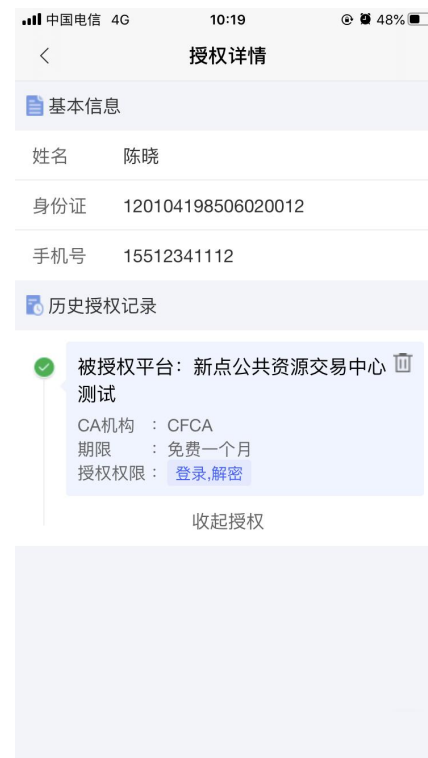 中国电信 4G 10:19 48%
授权详情
基本信息
姓名 陈晓
身份证 120104198506020012
手机号 15512341112
历史授权记录
被授权平台：新点公共资源交易中心
测试
CA机构 ：CFCA
期限 ：免费一个月
授权权限：登录,解密
收起授权